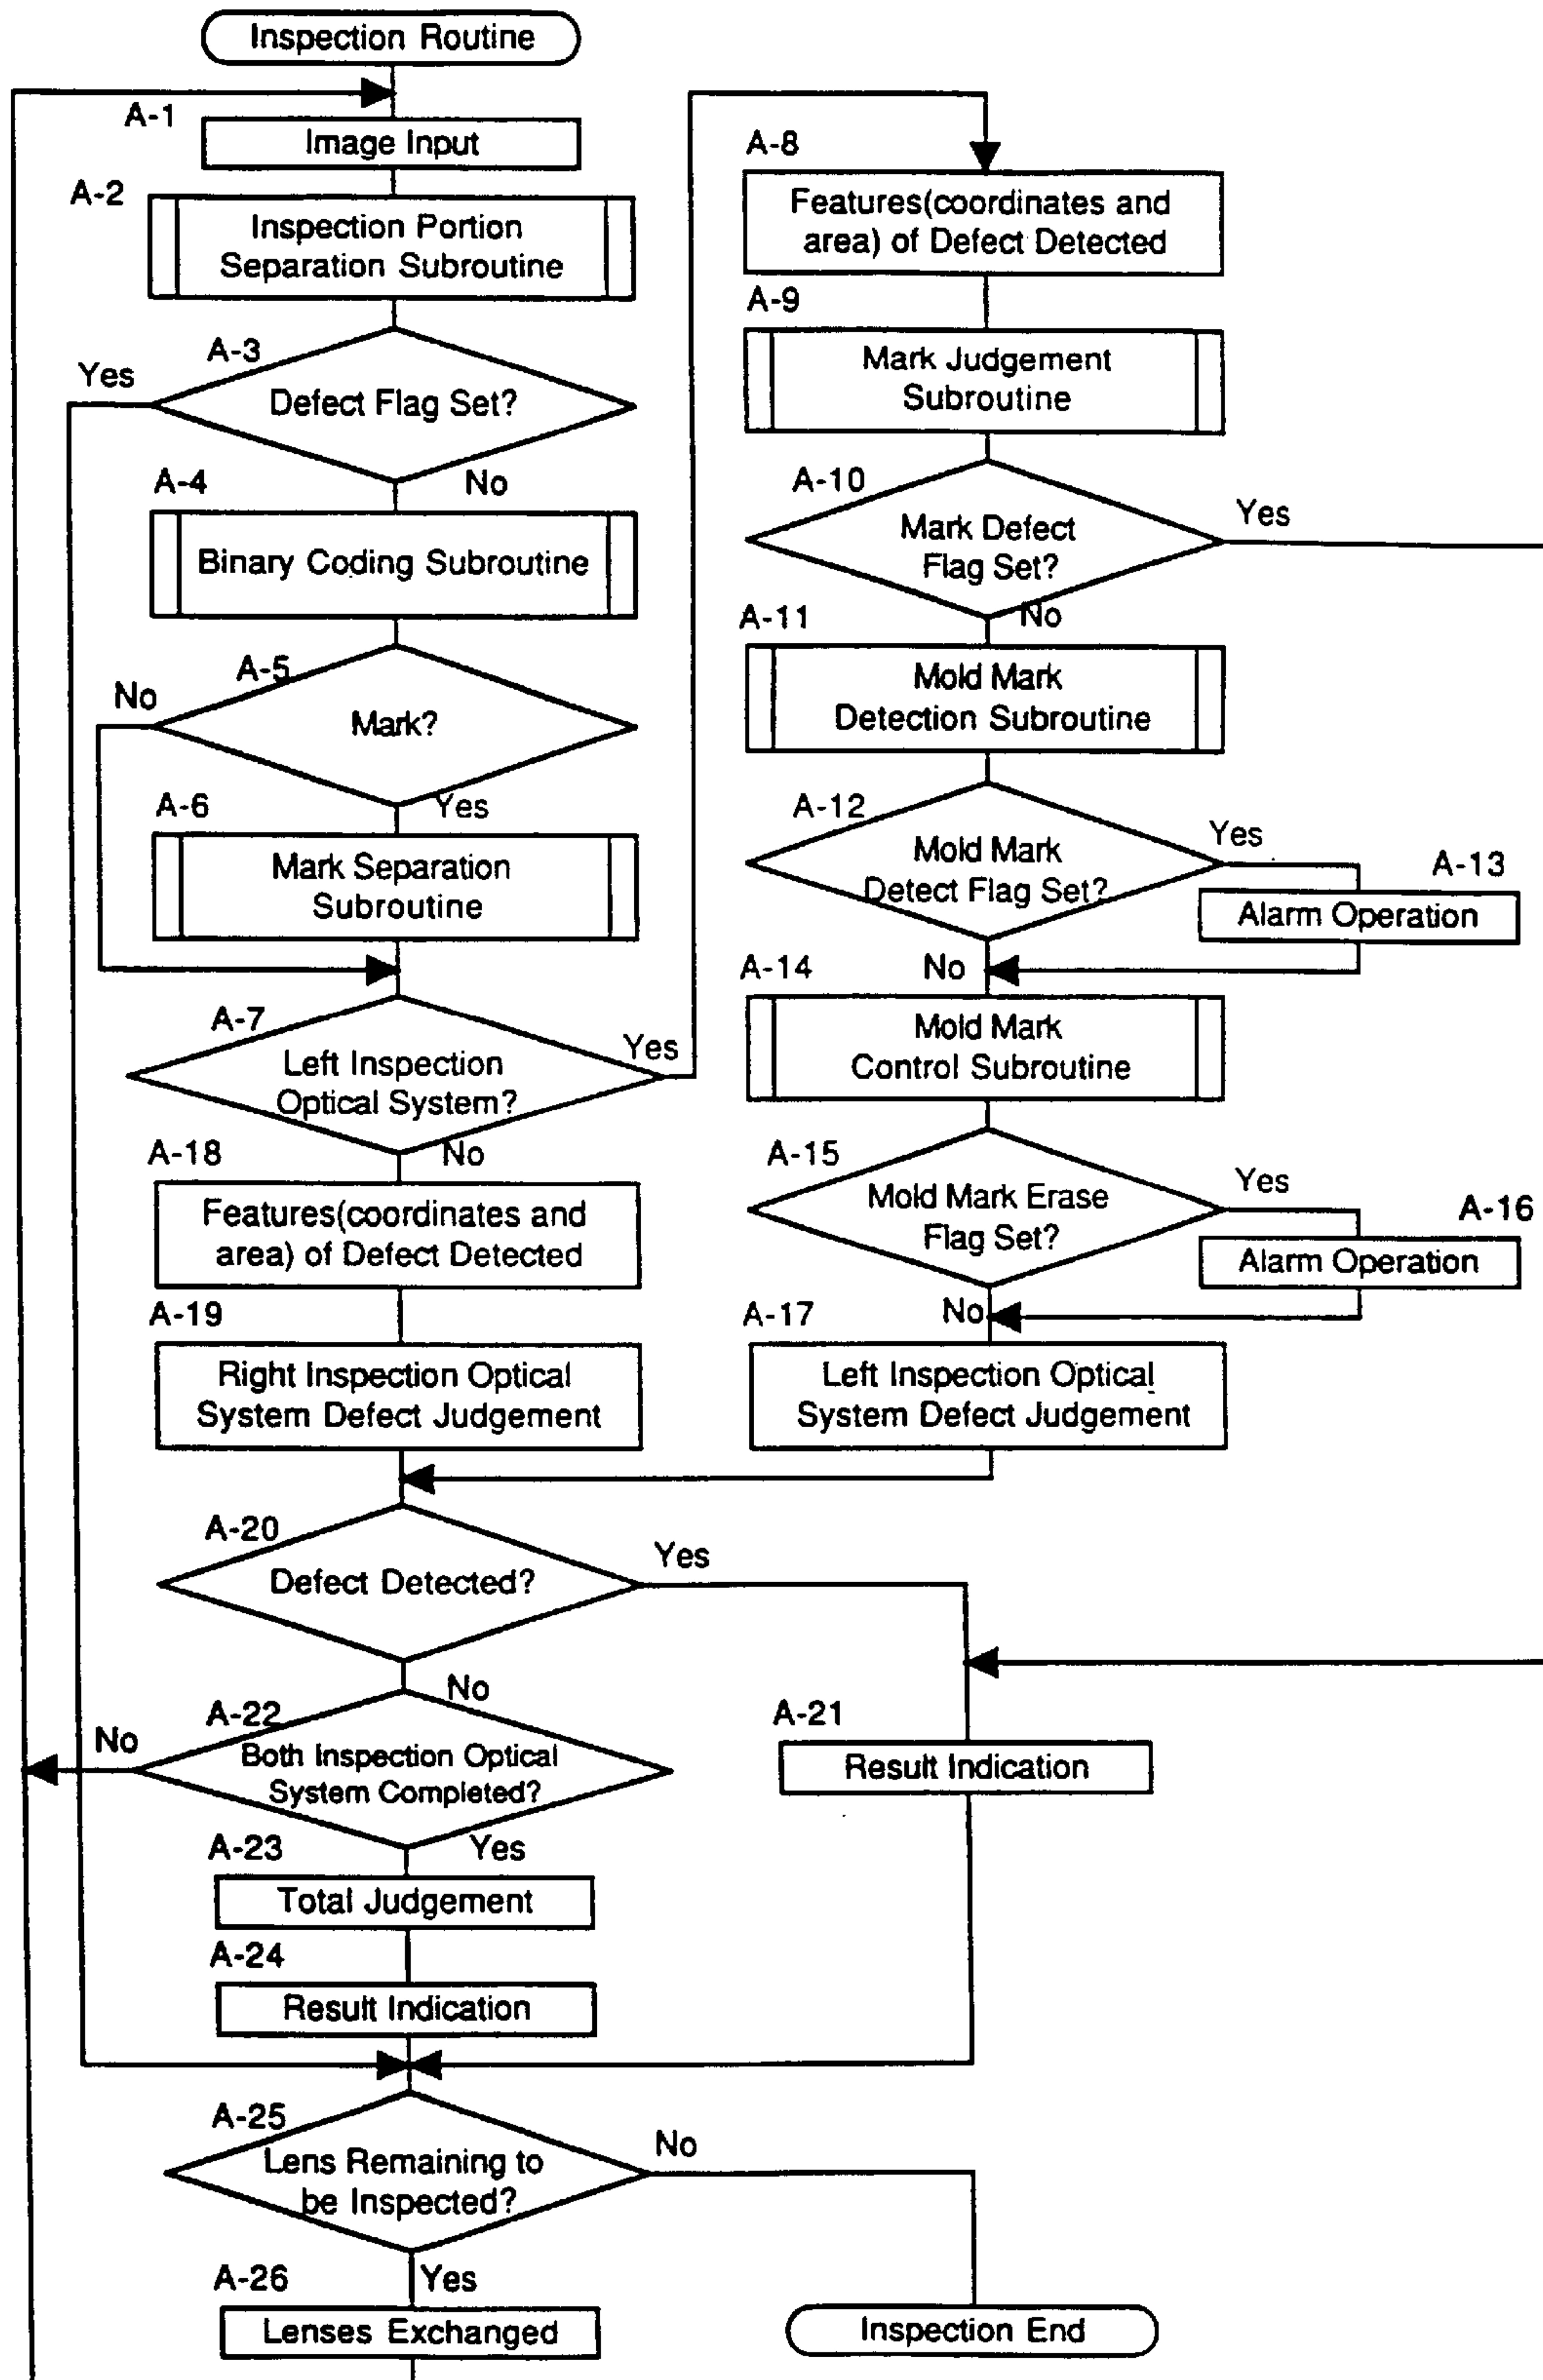 Inspection Routine
A-1
Image Input
A-2
Inspection Portion
Separation Subroutine
A-3
Yes
Defect Flag Set?
No
A-4
Binary Coding Subroutine
A-5
No
Mark?
Yes
A-6
Mark Separation
Subroutine
A-7
Left Inspection
Optical System?
Yes
No
A-18
Features(coordinates and
area) of Defect Detected
A-19
Right Inspection Optical
System Defect Judgement
A-8
Features(coordinates and
area) of Defect Detected
A-9
Mark Judgement
Subroutine
A-10
Mark Defect
Flag Set?
Yes
No
A-11
Mold Mark
Detection Subroutine
A-12
Mold Mark
Detect Flag Set?
Yes
A-13
Alarm Operation
No
A-14
Mold Mark
Control Subroutine
A-15
Mold Mark Erase
Flag Set?
Yes
A-16
Alarm Operation
No
A-17
Left Inspection Optical
System Defect Judgement
A-20
Defect Detected?
Yes
No
A-21
Result Indication
A-22
No
Both Inspection Optical
System Completed?
Yes
A-23
Total Judgement
A-24
Result Indication
A-25
Lens Remaining to
be Inspected?
No
Yes
A-26
Lenses Exchanged
Inspection End